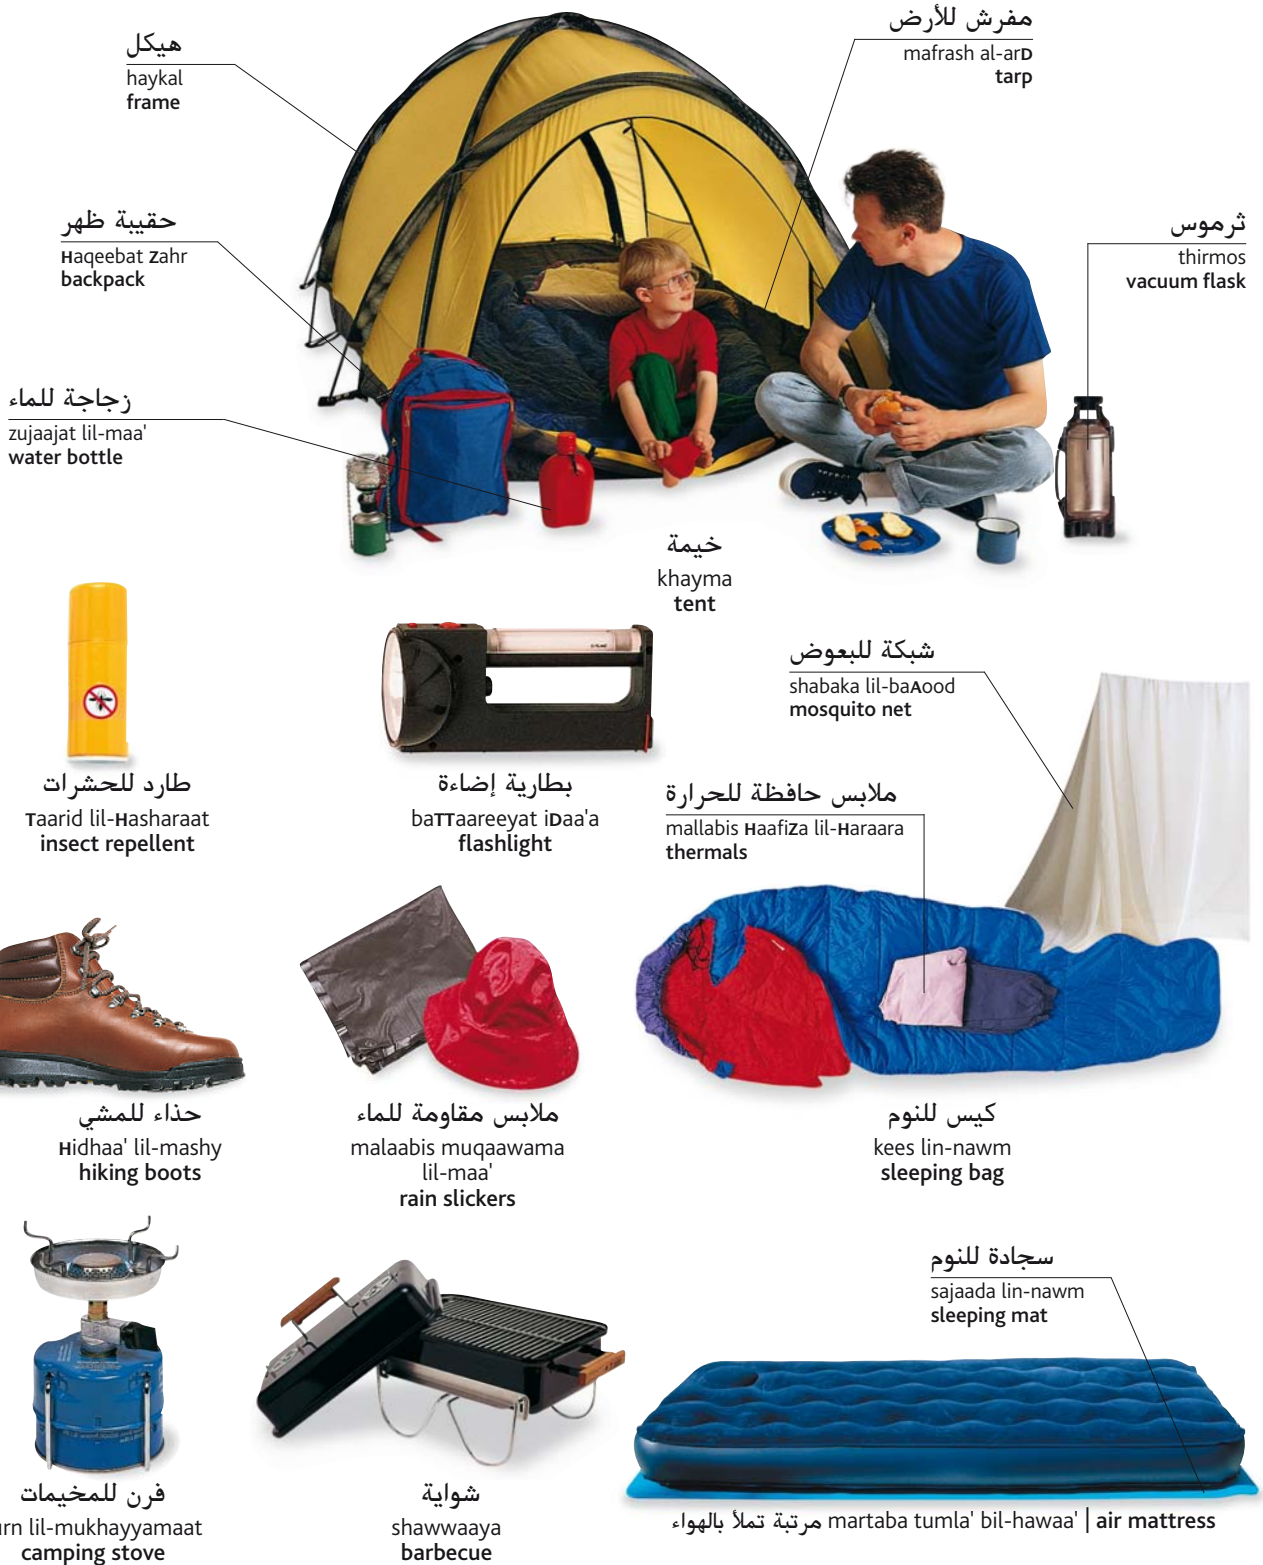 هيكل
haykal
frame
مفرش للأرض
mafrash al-arD
tarp
حقيبة ظهر
Haqeebat Zahr
backpack
ثرموس
thirmos
vacuum flask
زجاجة للماء
zujaajat lil-maa'
water bottle
خيمة
khayma
tent
طارد للحشرات
Taarid lil-Hasharaat
insect repellent
بطارية إضاءة
baTTaareeyat iDaa'a
flashlight
شبكة للبعوض
shabaka lil-baAood
mosquito net
ملابس حافظة للحرارة
mallabis HaafiZa lil-Haraara
thermals
حذاء للمشي
Hidhaa' lil-mashy
hiking boots
ملابس مقاومة للماء
malaabis muqaawama
lil-maa'
rain slickers
كيس للنوم
kees lin-nawm
sleeping bag
فرن للمخيمات
urn lil-mukhayyamaat
camping stove
شواية
shawwaaya
barbecue
سجادة للنوم
sajaada lin-nawm
sleeping mat
مرتبة تملأ بالهواء martaba tumla' bil-hawaa' | air mattress